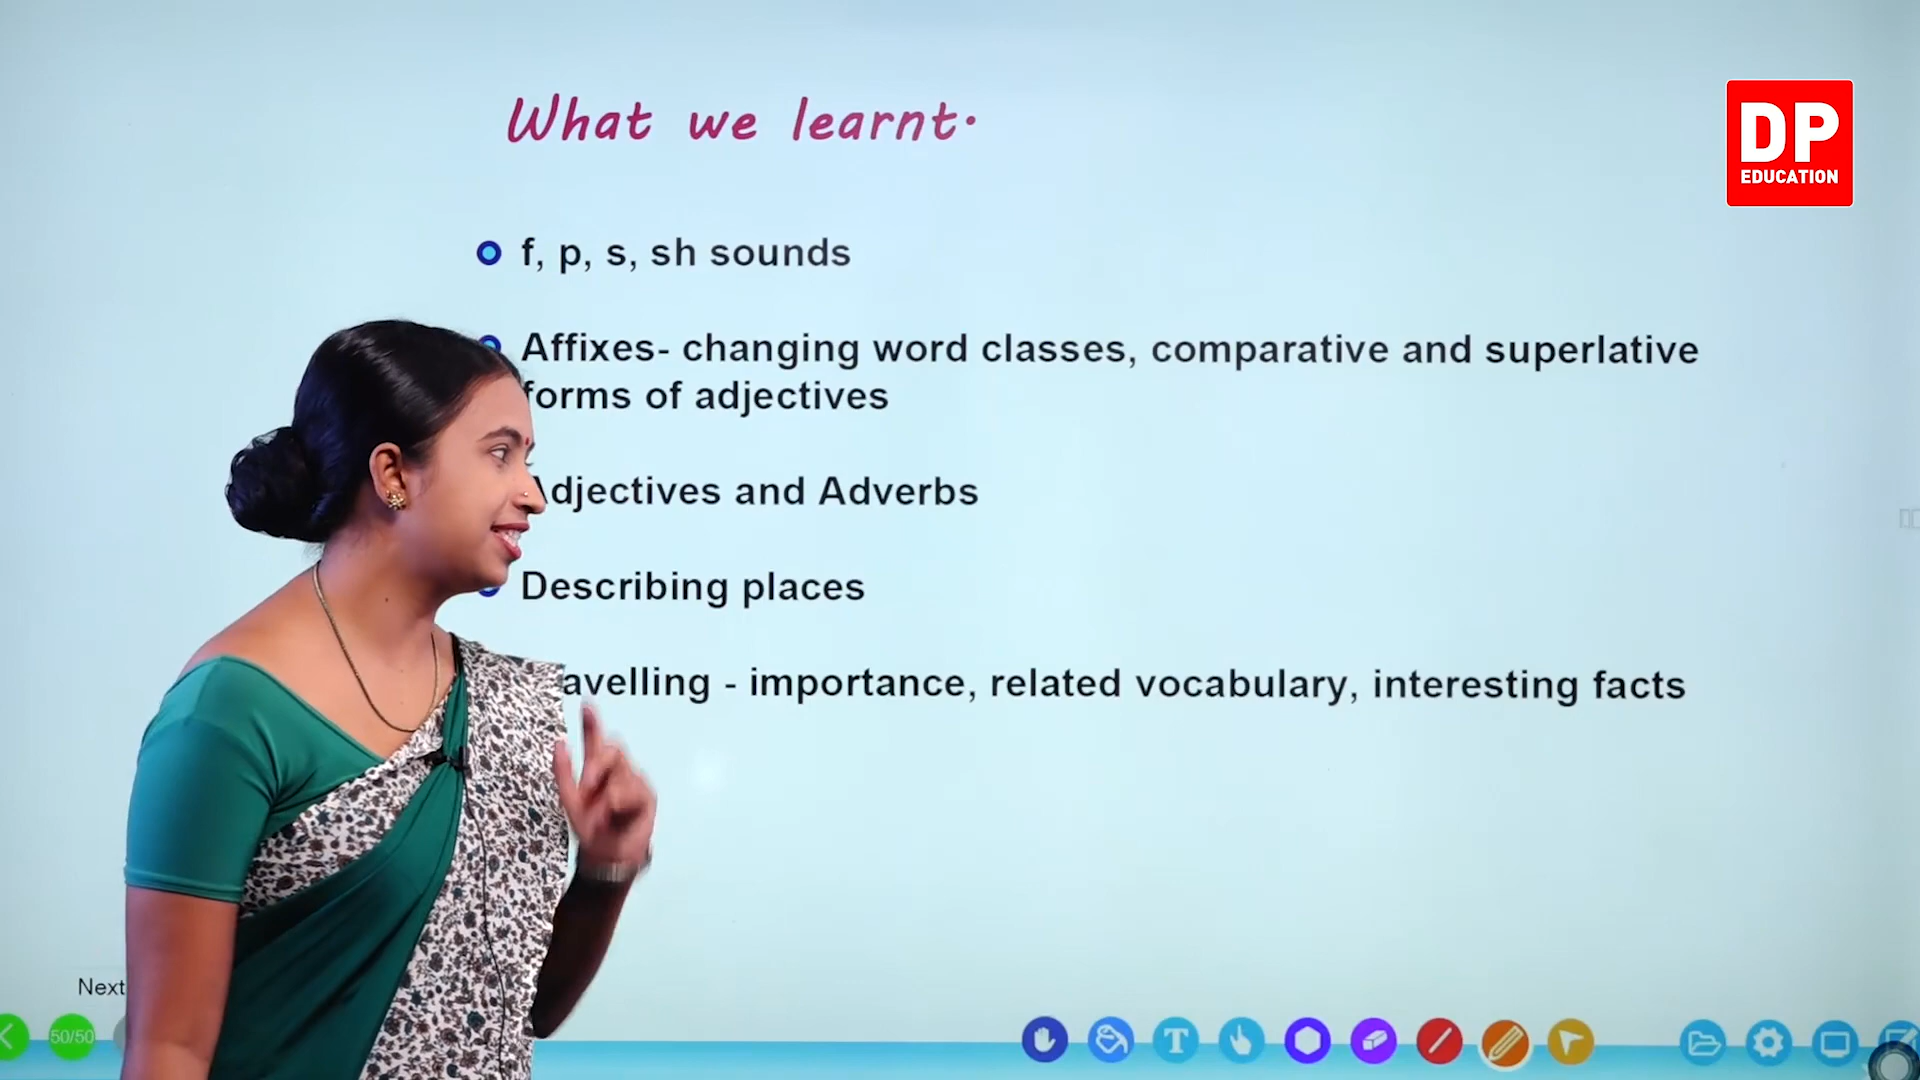 What we learnt.
DP
EDUCATION
f, p, s, sh sounds
Affixes- changing word classes, comparative and superlative
forms of adjectives
Adjectives and Adverbs
Describing places
avelling - importance, related vocabulary, interesting facts
Next
50/50
T